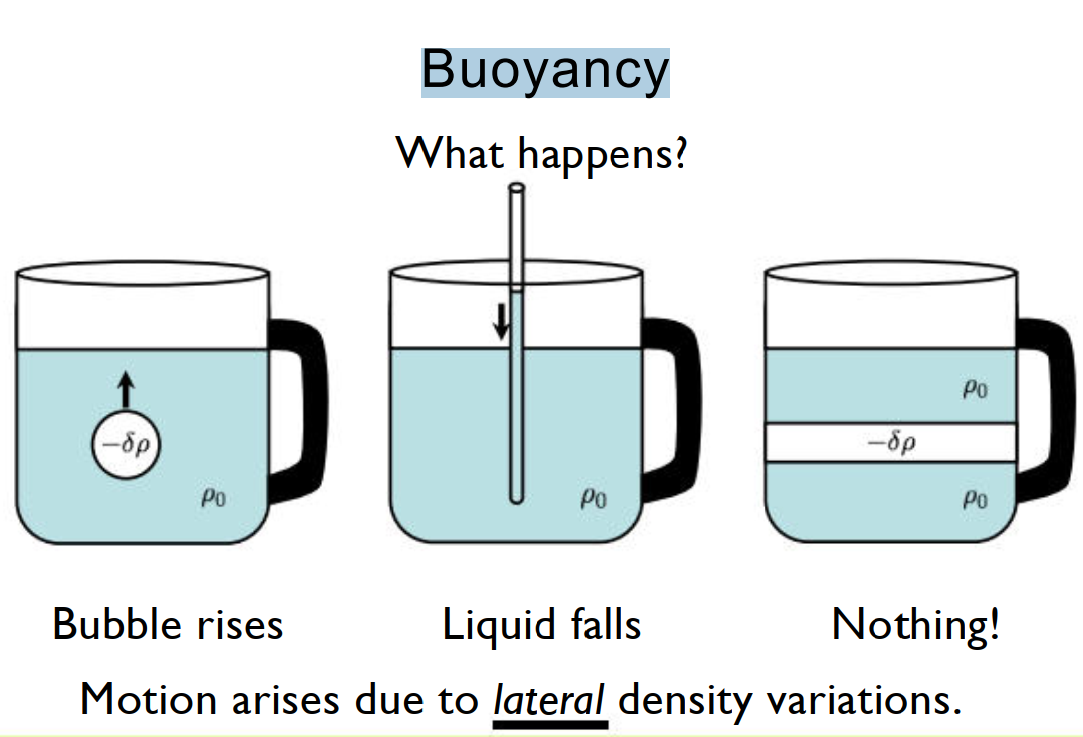 Buoyancy
What happens?
−δρ
ρ0
ρ0
ρ0
−δρ
ρ0
Bubble rises
Liquid falls
Nothing!
Motion arises due to lateral density variations.